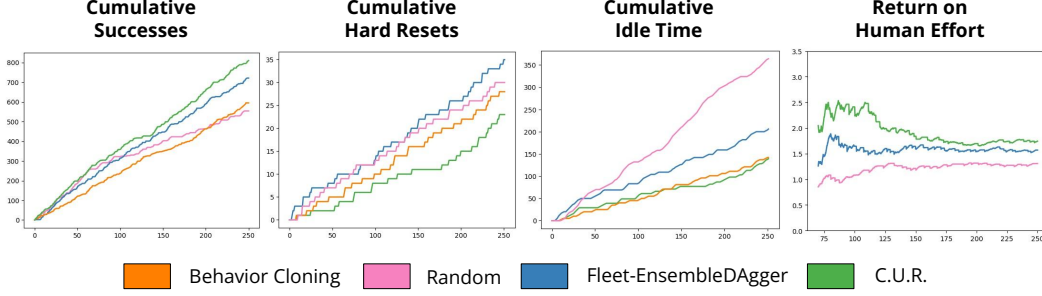 Cumulative Successes
Cumulative Hard Resets
Cumulative Idle Time
Return on Human Effort
800
700
600
500
400
300
200
100
0
0 50 100 150 200 250
35
30
25
20
15
10
5
0
0 50 100 150 200 250
350
300
250
200
150
100
50
0
0 50 100 150 200 250
3.5
3.0
2.5
2.0
1.5
1.0
0.5
0.0
75 100 125 150 175 200 225 250
Behavior Cloning
Random
Fleet-EnsembleDAgger
C.U.R.